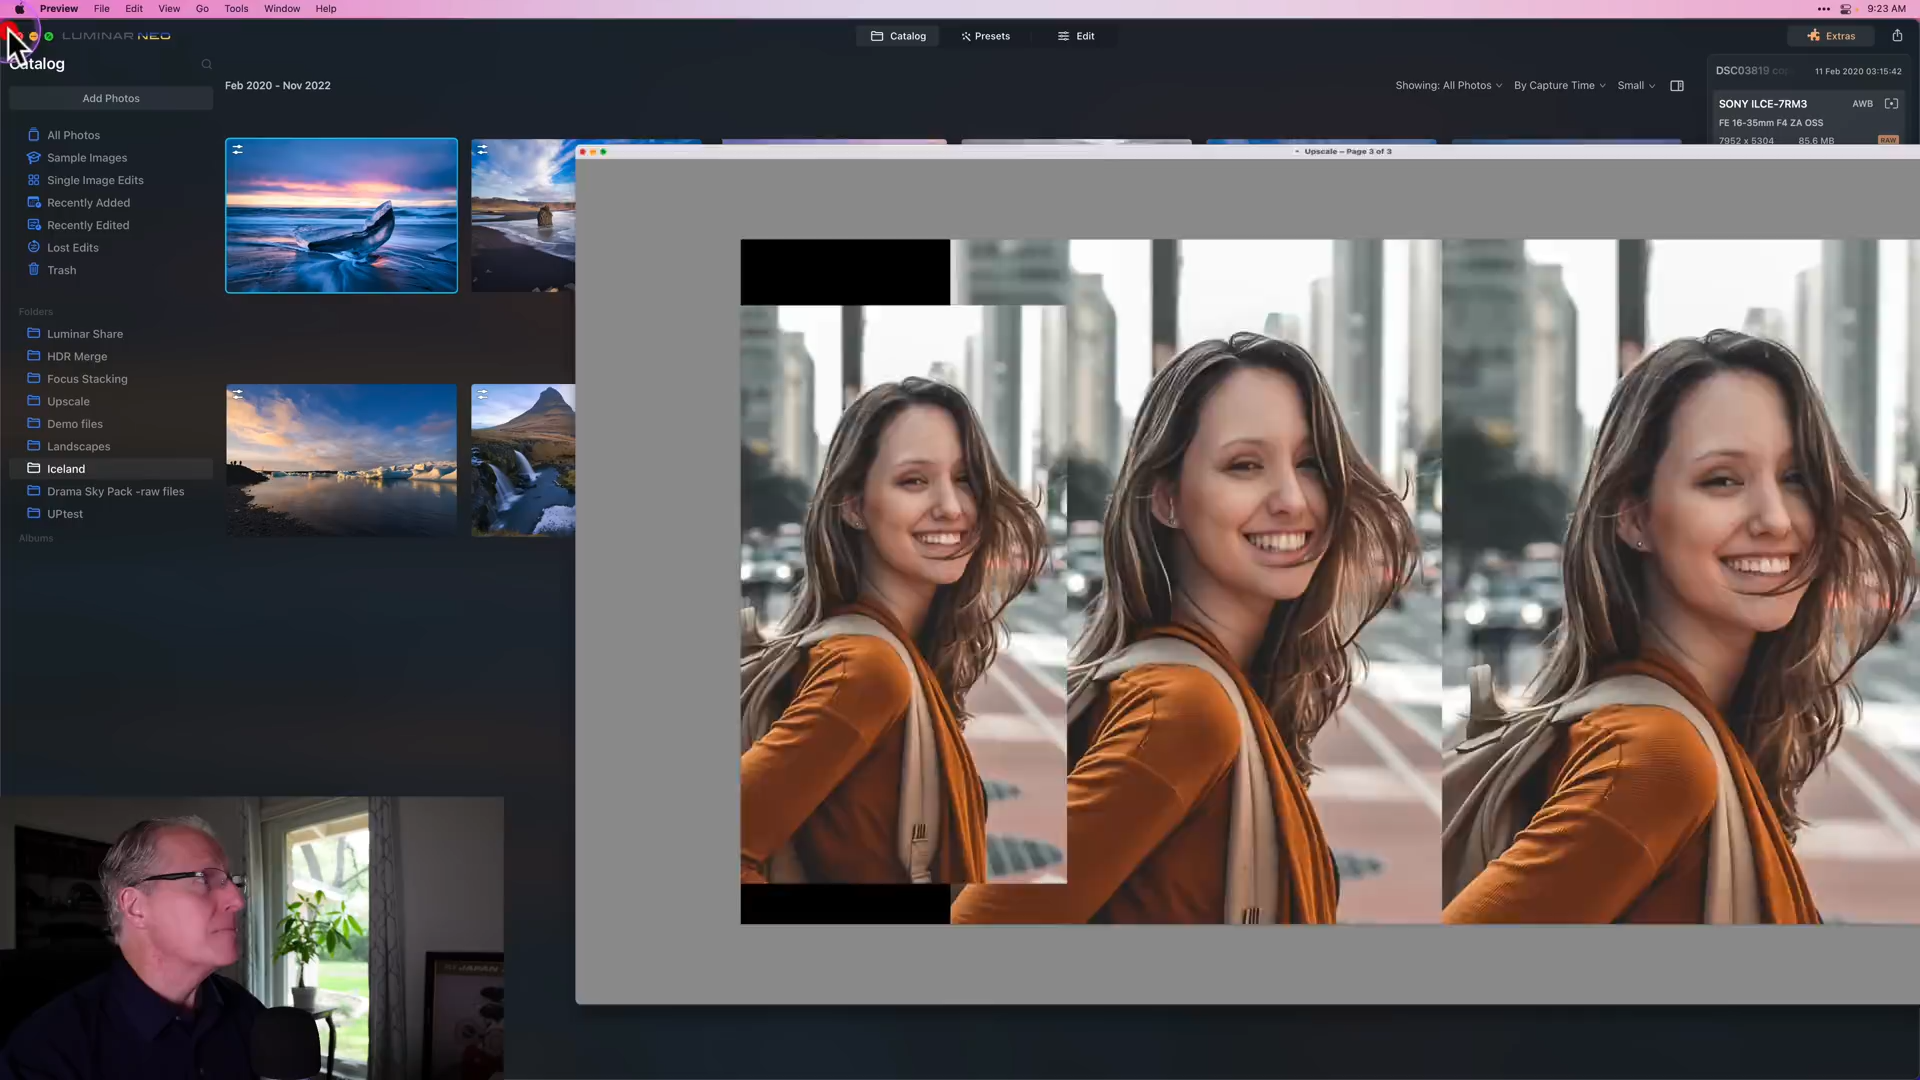 Preview File Edit View Go Tools Window Help
9:23 AM
LUMINAR NEO
Catalog Presets Edit
Extras
Catalog
Add Photos
All Photos
Sample Images
Single Image Edits
Recently Added
Recently Edited
Lost Edits
Trash
Folders
Luminar Share
HDR Merge
Focus Stacking
Upscale
Demo files
Landscapes
Iceland
Drama Sky Pack -raw files
UPtest
Albums
Feb 2020 - Nov 2022
Showing: All Photos By Capture Time Small
DSC03819 11 Feb 2020 03:15:42
SONY ILCE-7RM3 AWB
FE 16-35mm F4 ZA OSS
7952 x 5304 85.6 MB RAW
Upscale – Page 3 of 3